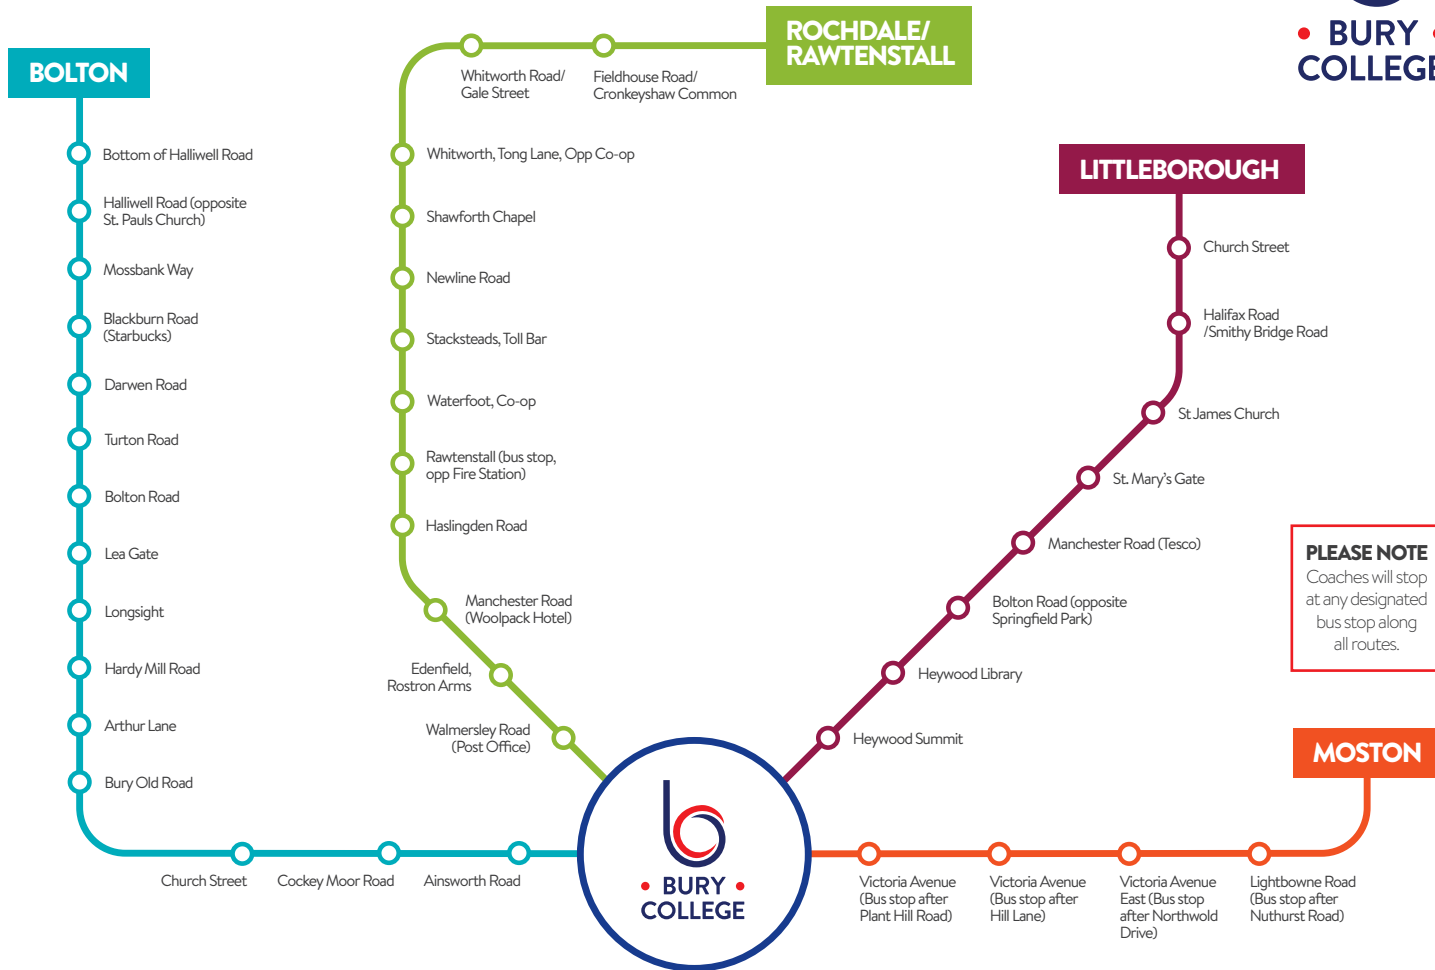 BOLTON
Bottom of Halliwell Road
Halliwell Road (opposite
St. Pauls Church)
Mossbank Way
Blackburn Road
(Starbucks)
Darwen Road
Turton Road
Bolton Road
Lea Gate
Longsight
Hardy Mill Road
Arthur Lane
Bury Old Road
Church Street
Cockey Moor Road
Ainsworth Road
ROCHDALE/
RAWTENSTALL
Fieldhouse Road/
Cronkeyshaw Common
Whitworth Road/
Gale Street
Whitworth, Tong Lane, Opp Co-op
Shawforth Chapel
Newline Road
Stacksteads, Toll Bar
Waterfoot, Co-op
Rawtenstall (bus stop,
opp Fire Station)
Haslingden Road
Manchester Road
(Woolpack Hotel)
Edenfield,
Rostron Arms
Walmersley Road
(Post Office)
• BURY •
COLLEGE
LITTLEBOROUGH
Church Street
Halifax Road
/Smithy Bridge Road
St James Church
St. Mary's Gate
Manchester Road (Tesco)
Bolton Road (opposite
Springfield Park)
Heywood Library
Heywood Summit
PLEASE NOTE
Coaches will stop
at any designated
bus stop along
all routes.
MOSTON
Victoria Avenue
(Bus stop after
Plant Hill Road)
Victoria Avenue
(Bus stop after
Hill Lane)
Victoria Avenue
East (Bus stop
after Northwold
Drive)
Lightbowne Road
(Bus stop after
Nuthurst Road)
• BURY •
COLLEGE